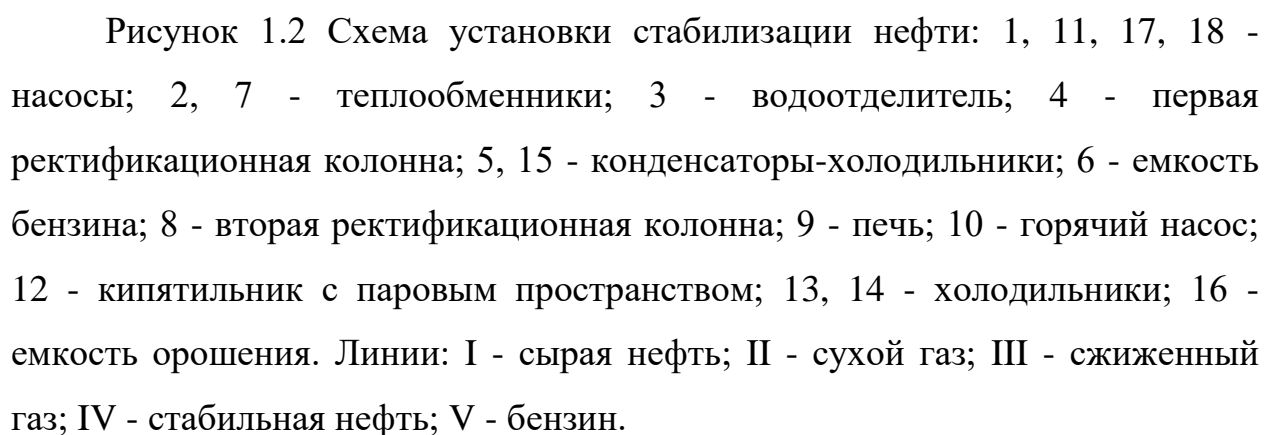 Рисунок 1.2 Схема установки стабилизации нефти: 1, 11, 17, 18 -
насосы; 2, 7 - теплообменники; 3 - водоотделитель; 4 - первая
ректификационная колонна; 5, 15 - конденсаторы-холодильники; 6 - емкость
бензина; 8 - вторая ректификационная колонна; 9 - печь; 10 - горячий насос;
12 - кипятильник с паровым пространством; 13, 14 - холодильники; 16 -
емкость орошения. Линии: I - сырая нефть; II - сухой газ; III - сжиженный
газ; IV - стабильная нефть; V - бензин.